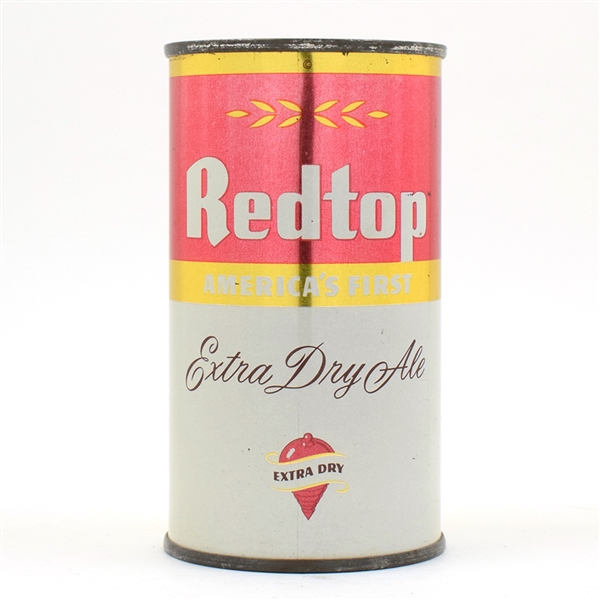 Redtop
AMERICA'S FIRST
Extra Dry Ale
EXTRA DRY